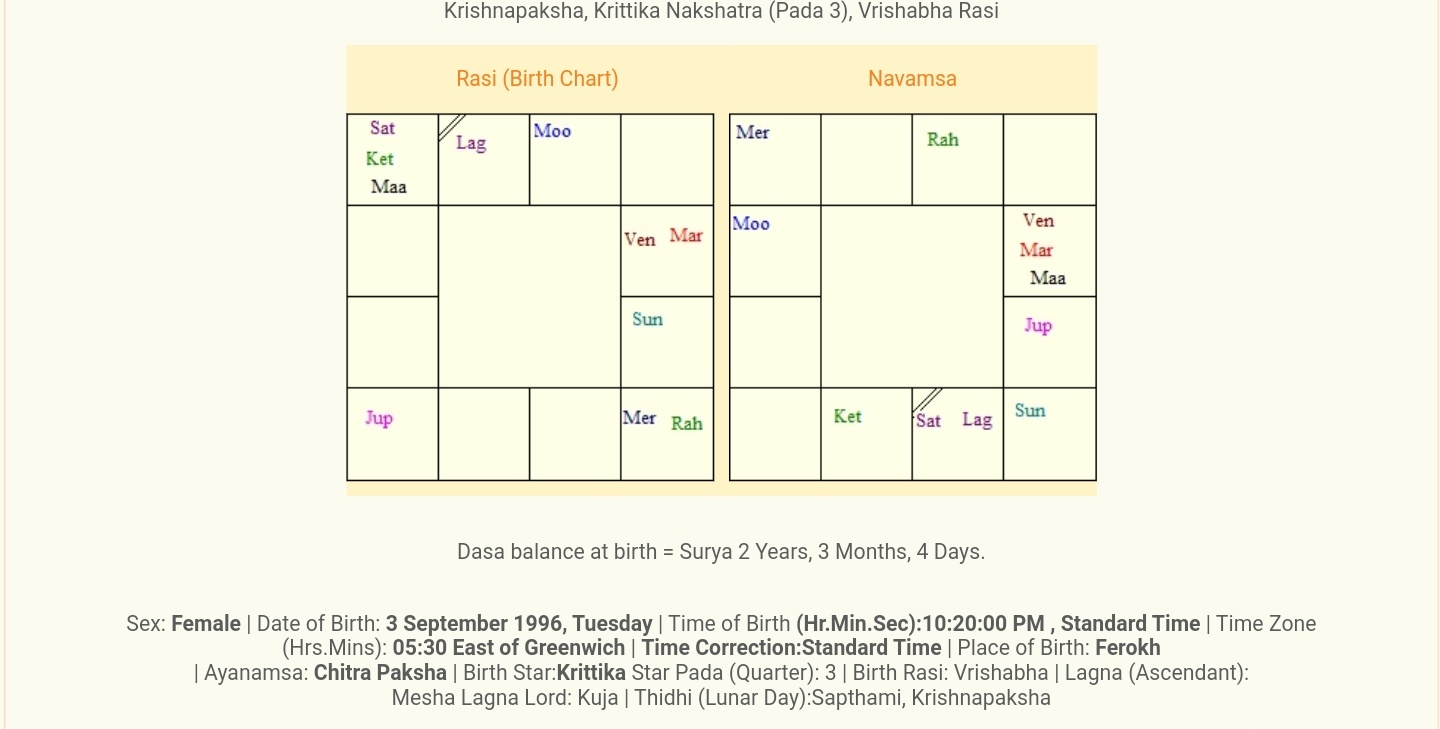 Krishnapaksha, Krittika Nakshatra (Pada 3), Vrishabha Rasi
Rasi (Birth Chart)
Navamsa
Sat
Ket
Maa
Lag
Moo
Ven Mar
Sun
Jup
Mer Rah
Mer
Rah
Moo
Ven
Mar
Maa
Jup
Ket
Sat Lag
Sun
Dasa balance at birth = Surya 2 Years, 3 Months, 4 Days.
Sex: Female | Date of Birth: 3 September 1996, Tuesday | Time of Birth (Hr.Min.Sec):10:20:00 PM , Standard Time | Time Zone
(Hrs.Mins): 05:30 East of Greenwich | Time Correction:Standard Time | Place of Birth: Ferokh
| Ayanamsa: Chitra Paksha | Birth Star:Krittika Star Pada (Quarter): 3 | Birth Rasi: Vrishabha | Lagna (Ascendant):
Mesha Lagna Lord: Kuja | Thidhi (Lunar Day):Sapthami, Krishnapaksha